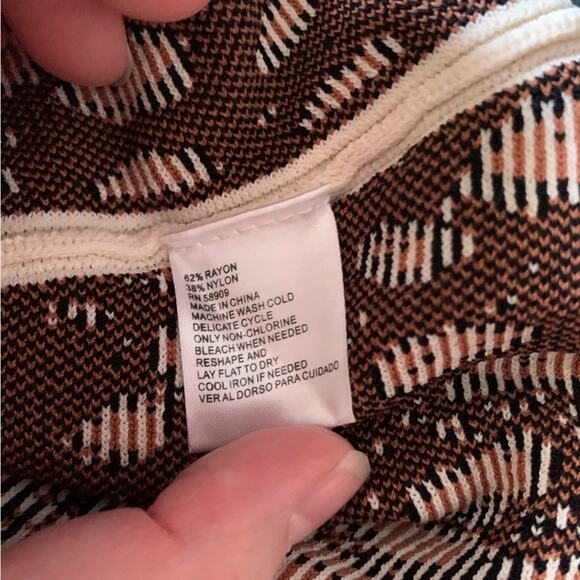 62% RAYON
38% NYLON
RN 58909
MADE IN CHINA
MACHINE WASH COLD
DELICATE CYCLE
ONLY NON-CHLORINE
BLEACH WHEN NEEDED
RESHAPE AND
LAY FLAT TO DRY
COOL IRON IF NEEDED
VER AL DORSO PARA CUIDADO